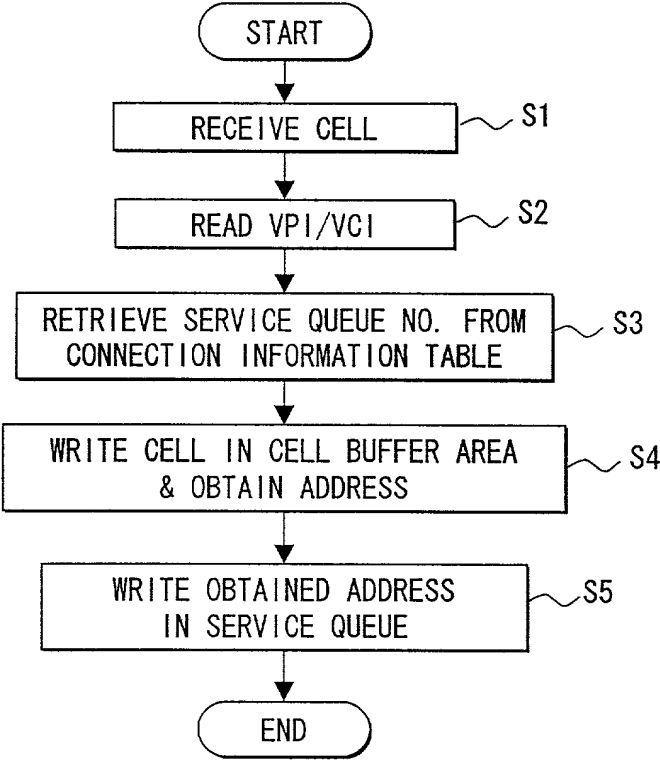 START
RECEIVE CELL
S1
READ VPI/VCI
S2
RETRIEVE SERVICE QUEUE NO. FROM
CONNECTION INFORMATION TABLE
S3
WRITE CELL IN CELL BUFFER AREA
& OBTAIN ADDRESS
S4
WRITE OBTAINED ADDRESS
IN SERVICE QUEUE
S5
END